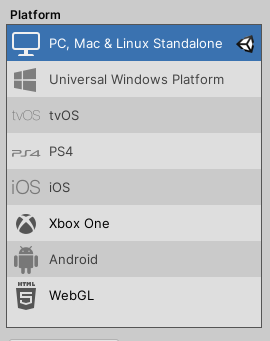 Platform
PC, Mac & Linux Standalone
Universal Windows Platform
tvOS tvOS
PS4 PS4
iOS iOS
Xbox One
Android
HTML
5 WebGL